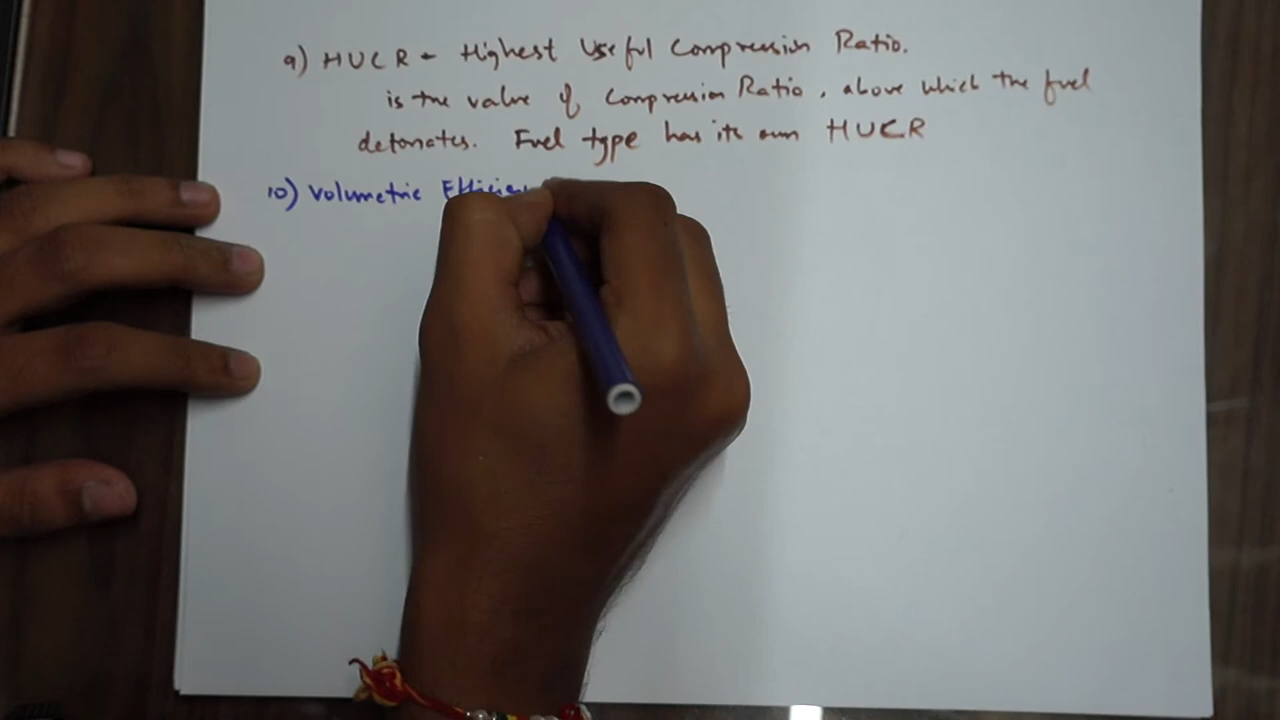 9) HUCR - Highest Useful Compression Ratio.
is the value of Compression Ratio, above which the fuel
detonates. Fuel type has its own HUCR
10) Volumetric